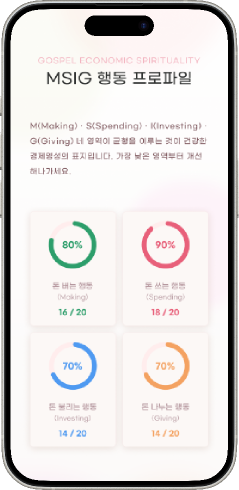 GOSPEL ECONOMIC SPIRITUALITY
MSIG 행동 프로파일
M(Making) · S(Spending) · I(Investing) ·
G(Giving) 네 영역이 균형을 이루는 것이 건강한
경제영성의 표지입니다. 가장 낮은 영역부터 개선
해나가세요.
80%
90%
돈 버는 행동
돈 쓰는 행동
(Making)
(Spending)
16 / 20
18 / 20
70%
70%
돈 불리는 행동
돈 나누는 행동
(Investing)
(Giving)
14 / 20
14 / 20